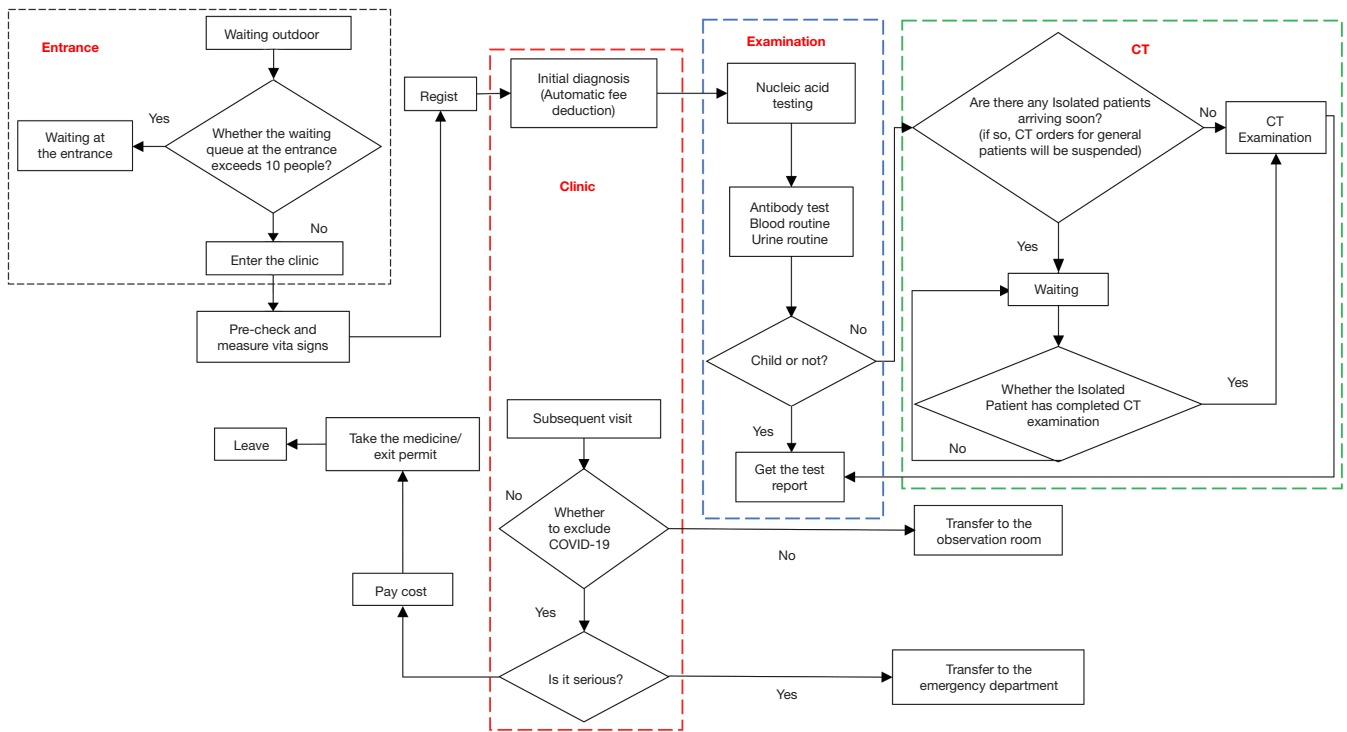 Entrance
Waiting outdoor
Yes
Waiting at
the entrance
Whether the waiting
queue at the entrance
exceeds 10 people?
No
Enter the clinic
Pre-check and
measure vita signs
Regist
Clinic
Initial diagnosis
(Automatic fee
deduction)
Examination
Nucleic acid
testing
Antibody test
Blood routine
Urine routine
Child or not?
No
Yes
Get the test
report
CT
Are there any Isolated patients
arriving soon?
(if so, CT orders for general
patients will be suspended)
No
CT
Examination
Yes
Waiting
Whether the Isolated
Patient has completed CT
examination
Yes
No
Subsequent visit
No
Whether
to exclude
COVID-19
No
Transfer to the
observation room
Yes
Is it serious?
Yes
Transfer to the
emergency department
Pay cost
Take the medicine/
exit permit
Leave